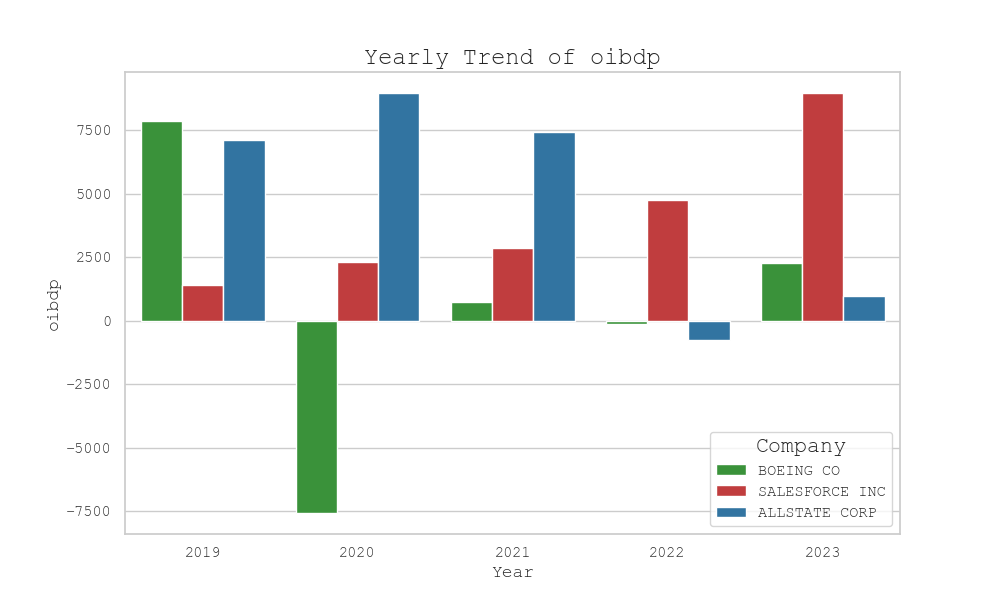 Yearly Trend of oibdp
oibdp
7500
5000
2500
0
−2500
−5000
−7500
2019 2020 2021 2022 2023
Year
Company
BOEING CO
SALESFORCE INC
ALLSTATE CORP